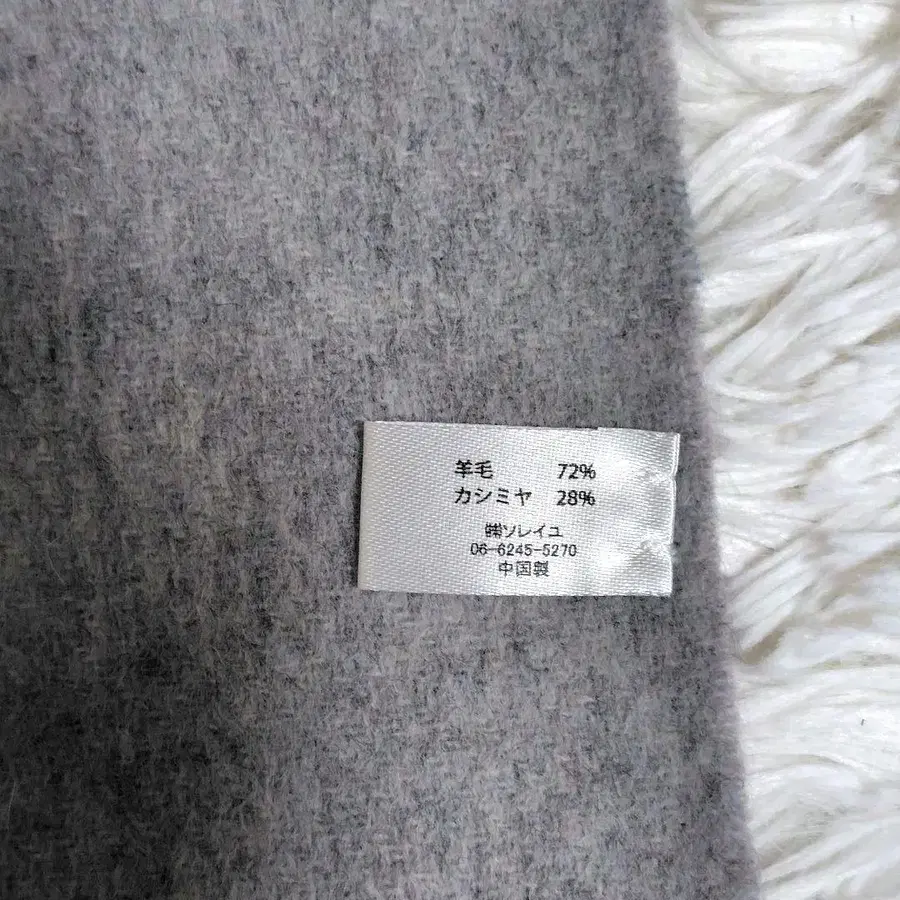 羊毛 72%
カシミヤ 28%
㈱ソレイユ
06-6245-5270
中国製